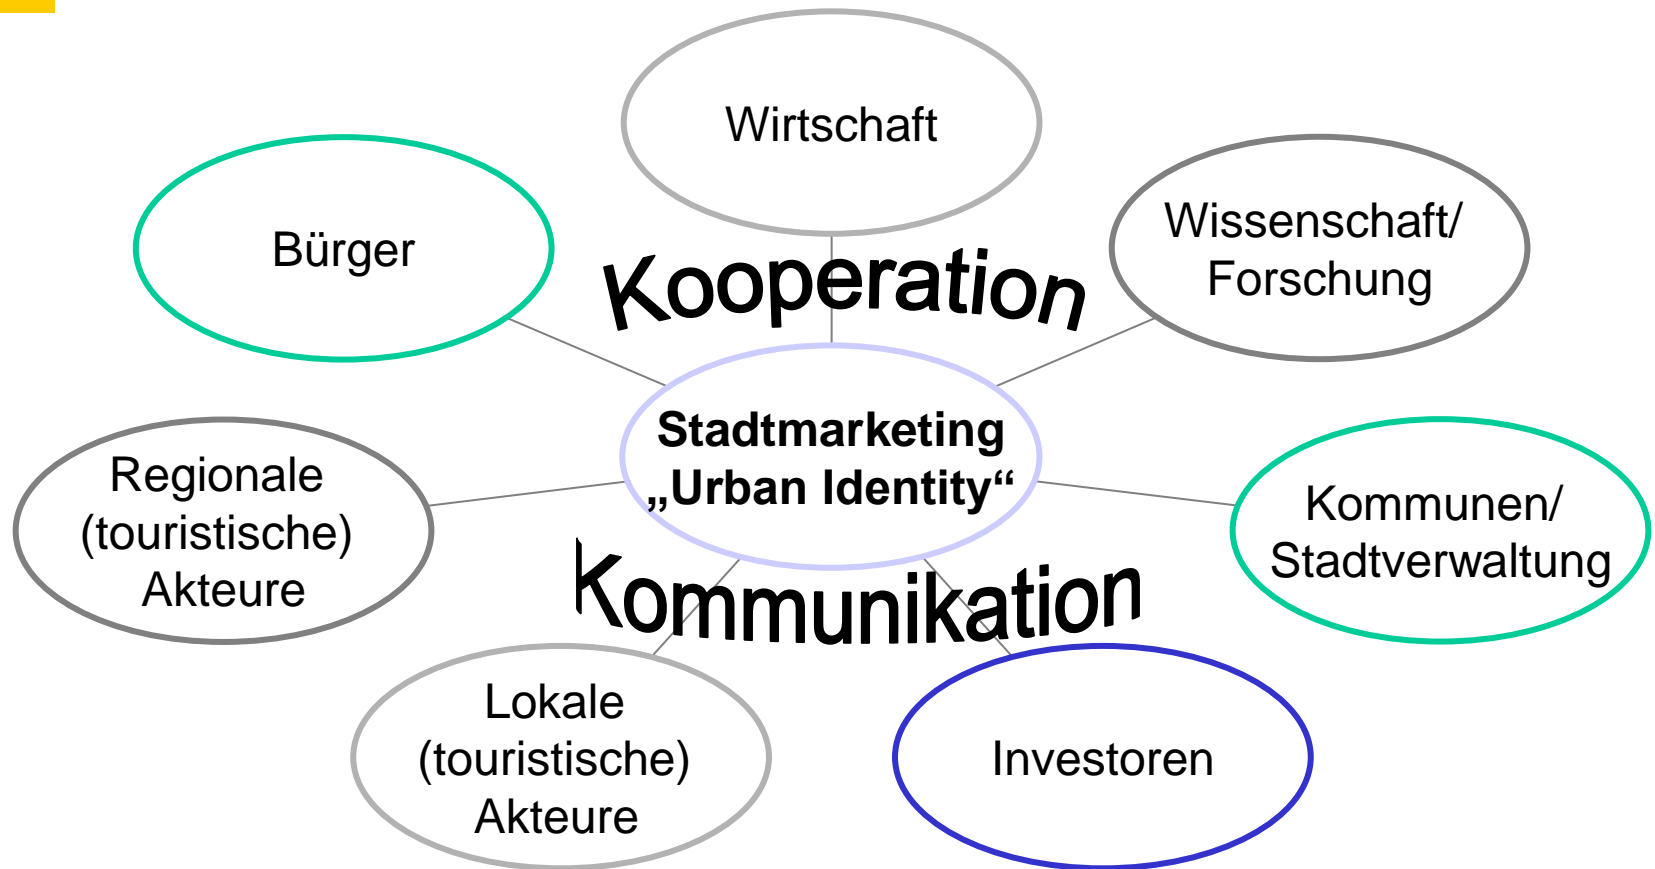 Wirtschaft
Bürger
Wissenschaft/
Forschung
Kooperation
Stadtmarketing
„Urban Identity“
Regionale
(touristische)
Akteure
Kommunen/
Stadtverwaltung
Kommunikation
Lokale
(touristische)
Akteure
Investoren